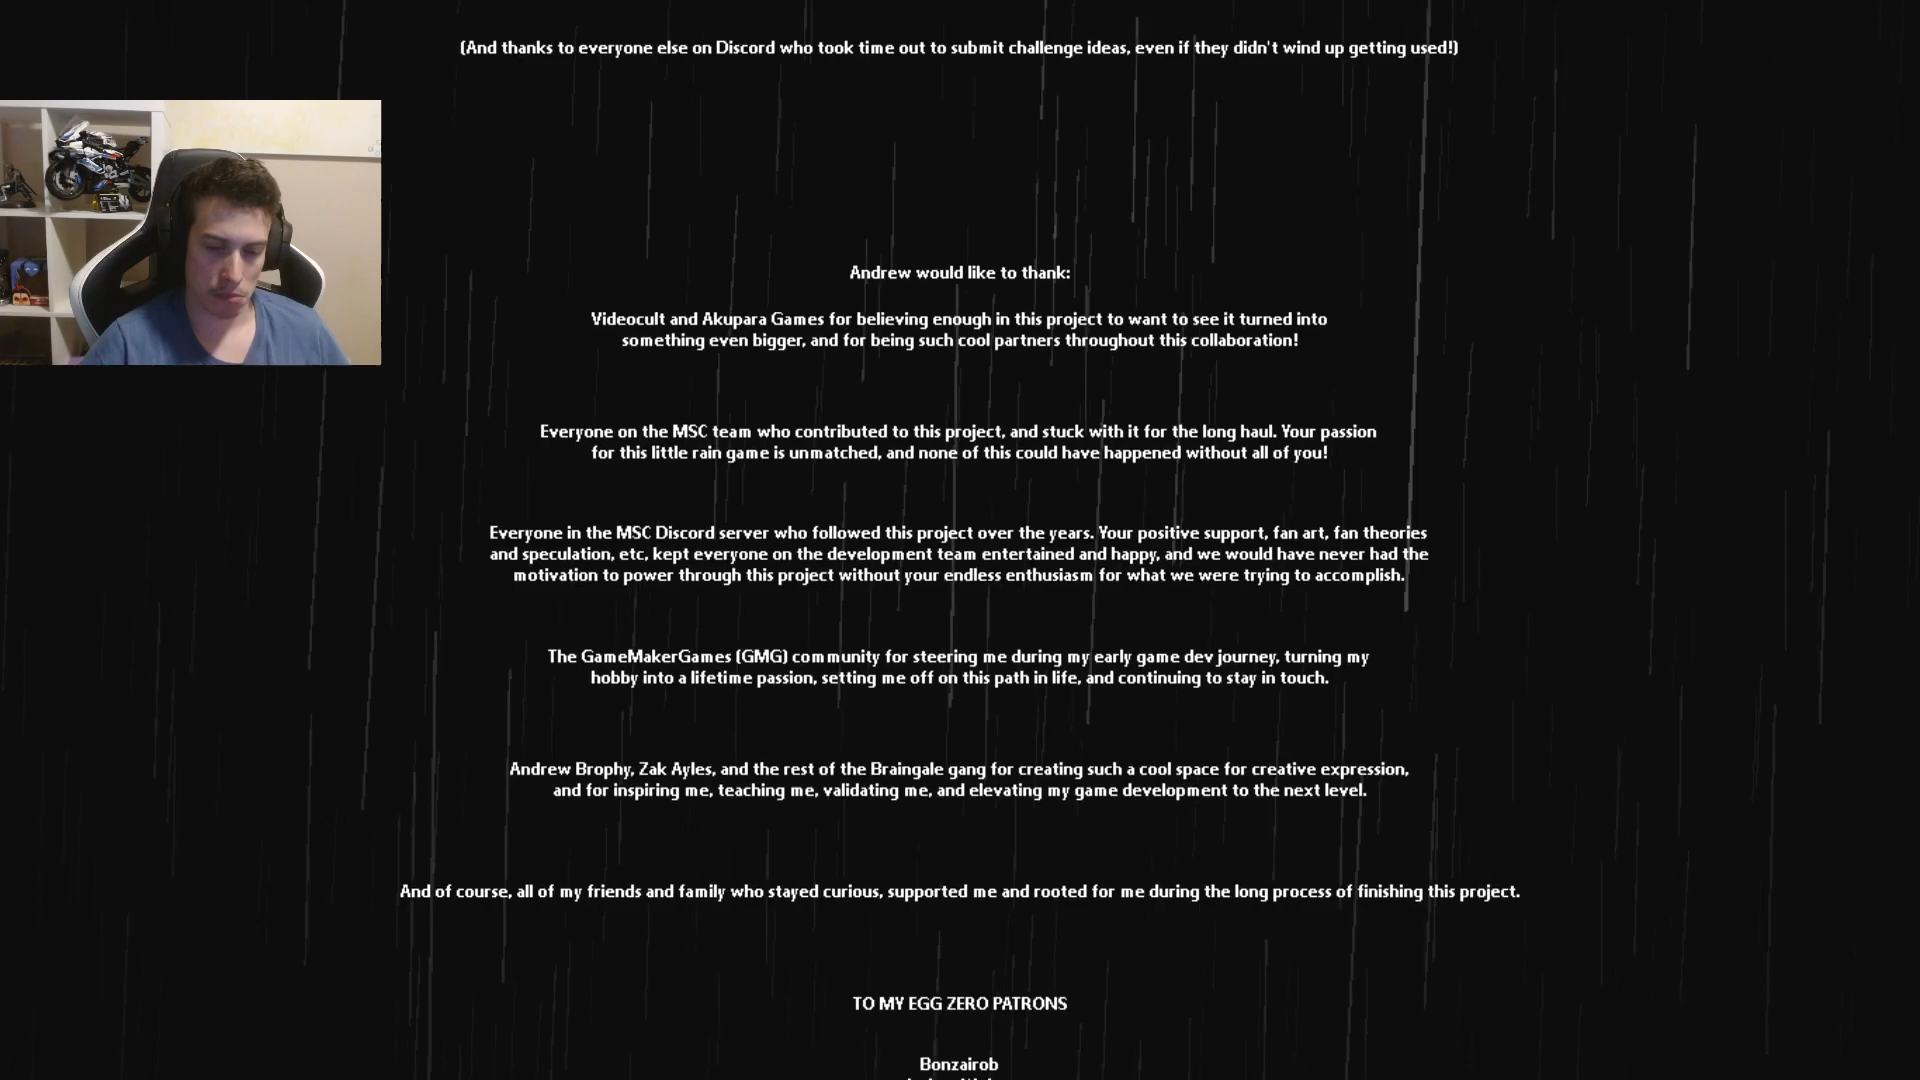 (And thanks to everyone else on Discord who took time out to submit challenge ideas, even if they didn't wind up getting used!)
Andrew would like to thank:
Videocult and Akupara Games for believing enough in this project to want to see it turned into
something even bigger, and for being such cool partners throughout this collaboration!
Everyone on the MSC team who contributed to this project, and stuck with it for the long haul. Your passion
for this little rain game is unmatched, and none of this could have happened without all of you!
Everyone in the MSC Discord server who followed this project over the years. Your positive support, fan art, fan theories
and speculation, etc, kept everyone on the development team entertained and happy, and we would have never had the
motivation to power through this project without your endless enthusiasm for what we were trying to accomplish.
The GameMakerGames (GMG) community for steering me during my early game dev journey, turning my
hobby into a lifetime passion, setting me off on this path in life, and continuing to stay in touch.
Andrew Brophy, Zak Ayles, and the rest of the Braingale gang for creating such a cool space for creative expression,
and for inspiring me, teaching me, validating me, and elevating my game development to the next level.
And of course, all of my friends and family who stayed curious, supported me and rooted for me during the long process of finishing this project.
TO MY EGG ZERO PATRONS
Bonzairob